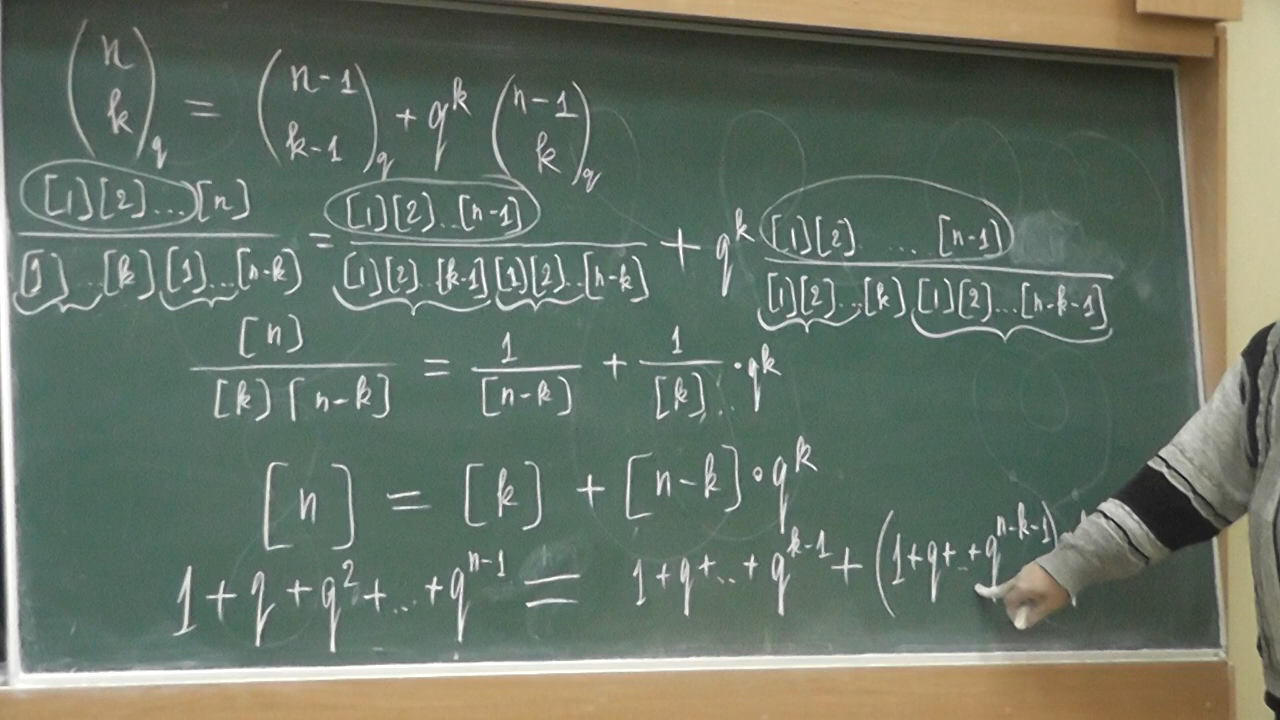 (n k)_q = (n-1 k-1)_q + q^k (n-1 k)_q
[1][2]...[n] / [1]...[k][1]...[n-k] = [1][2]...[n-1] / [1][2]...[k-1][1][2]...[n-k] + q^k [1][2]. ...[n-1] / [1][2]...[k][1][2]...[n-k-1]
[n] / [k][n-k] = 1 / [n-k] + 1 / [k] · q^k
[n] = [k] + [n-k] · q^k
1+q+q^2+...+q^{n-1} = 1+q+...+q^{k-1} + (1+q+...+q^{n-k-1})